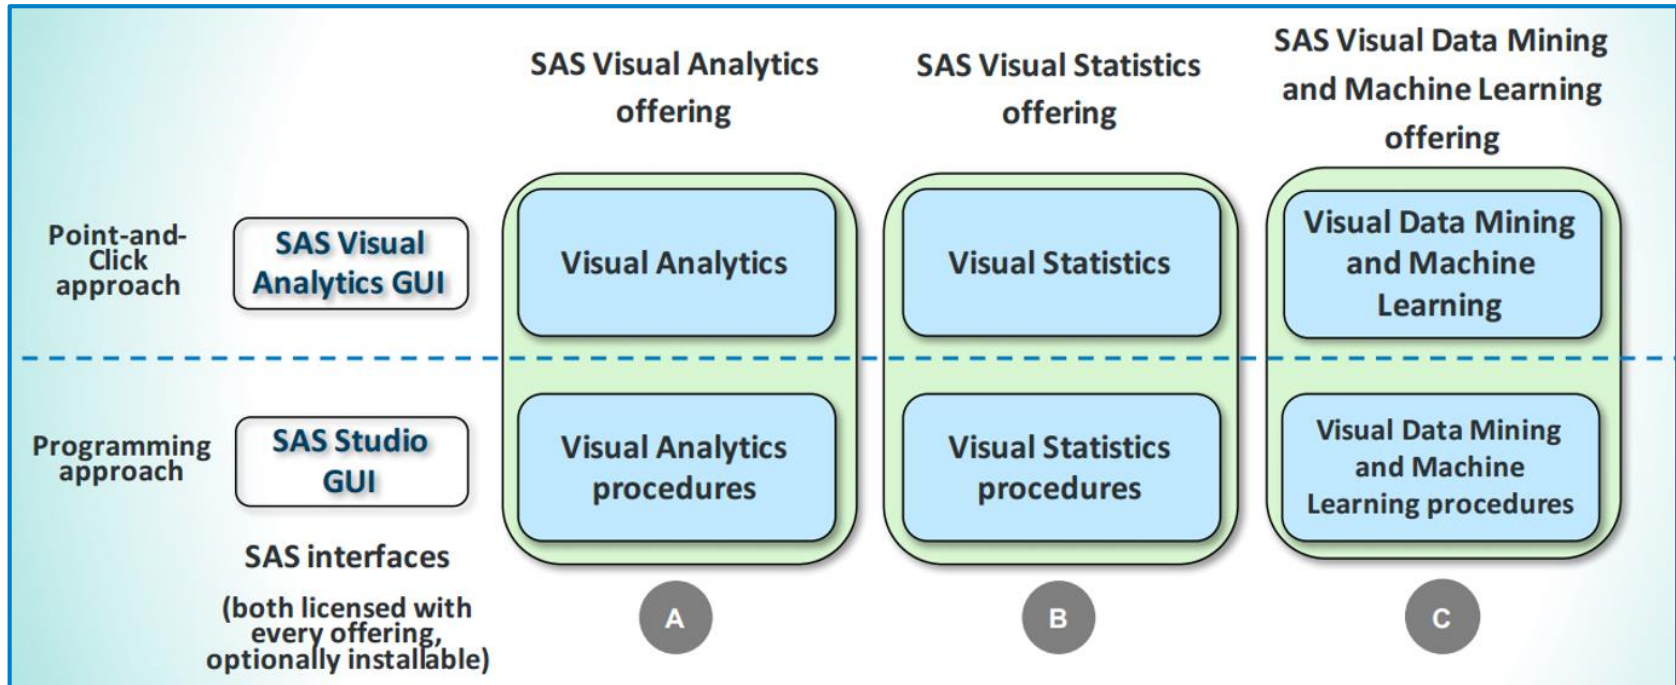 SAS Visual Analytics
offering
SAS Visual Statistics
offering
SAS Visual Data Mining
and Machine Learning
offering
Point-and-
Click
approach
SAS Visual
Analytics GUI
Visual Analytics
Visual Statistics
Visual Data Mining
and Machine
Learning
Programming
approach
SAS Studio
GUI
Visual Analytics
procedures
Visual Statistics
procedures
Visual Data Mining
and Machine
Learning procedures
SAS interfaces
(both licensed with
every offering,
optionally installable)
A
B
C